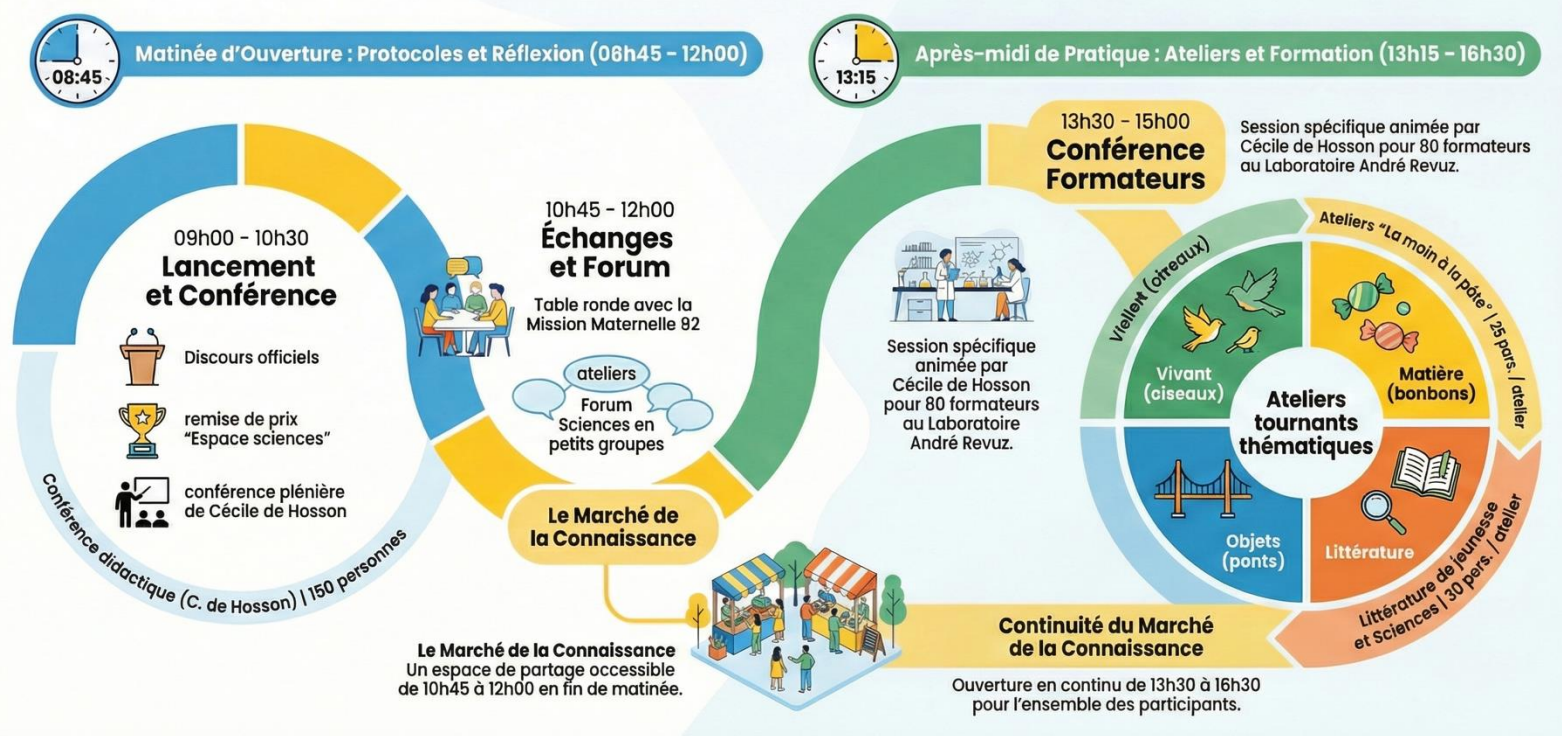 08:45
Matinée d'Ouverture : Protocoles et Réflexion (06h45 – 12h00)
09h00 - 10h30
Lancement
et Conférence
Discours officiels
remise de prix
“Espace sciences”
conférence plénière
de Cécile de Hosson
Conférence didactique (C. de Hosson) | 150 personnes
10h45 - 12h00
Échanges
et Forum
Table ronde avec la
Mission Maternelle 92
ateliers
Forum
Sciences en
petits groupes
Le Marché de
la Connaissance
Le Marché de la Connaissance
Un espace de partage occessible
de 10h45 à 12h00 en fin de matinée.
13:15
Après-midi de Pratique : Ateliers et Formation (13h15 – 16h30)
13h30 - 15h00
Conférence
Formateurs
Session spécifique animée par
Cécile de Hosson pour 80 formateurs
au Laboratoire André Revuz.
Session spécifique
animée par
Cécile de Hosson
pour 80 formateurs
au Laboratoire
André Revuz.
Ateliers “La moin à la pâte” | 25 pars. / atelier
Vivant
(ciseaux)
Matière
(bonbons)
Ateliers
tournants
thématiques
Objets
(ponts)
Littérature
Littérature de jeunesse
et Sciences | 30 pers. / atelier
Continuité du Marché
de la Connaissance
Ouverture en continu de 13h30 à 16h30
pour l'ensemble des participants.